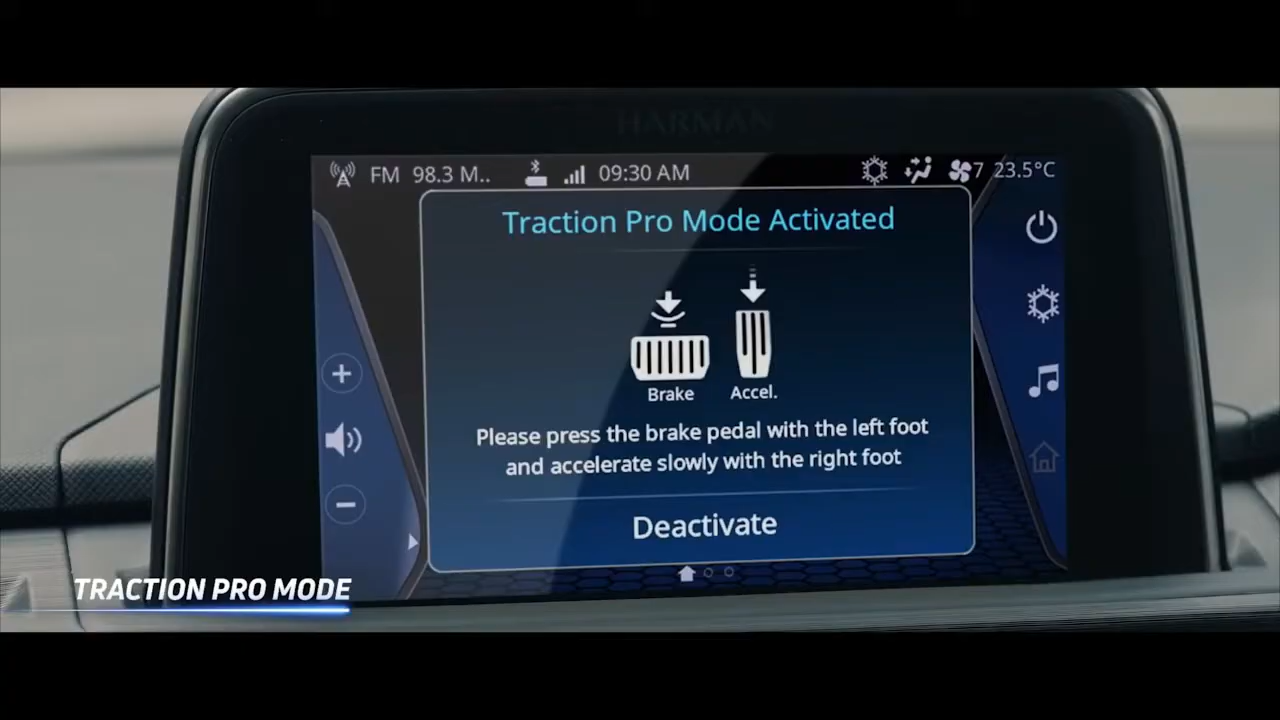 HARMAN
FM 98.3 M.. 09:30 AM 7 23.5°C
Traction Pro Mode Activated
Brake Accel.
Please press the brake pedal with the left foot
and accelerate slowly with the right foot
Deactivate
TRACTION PRO MODE